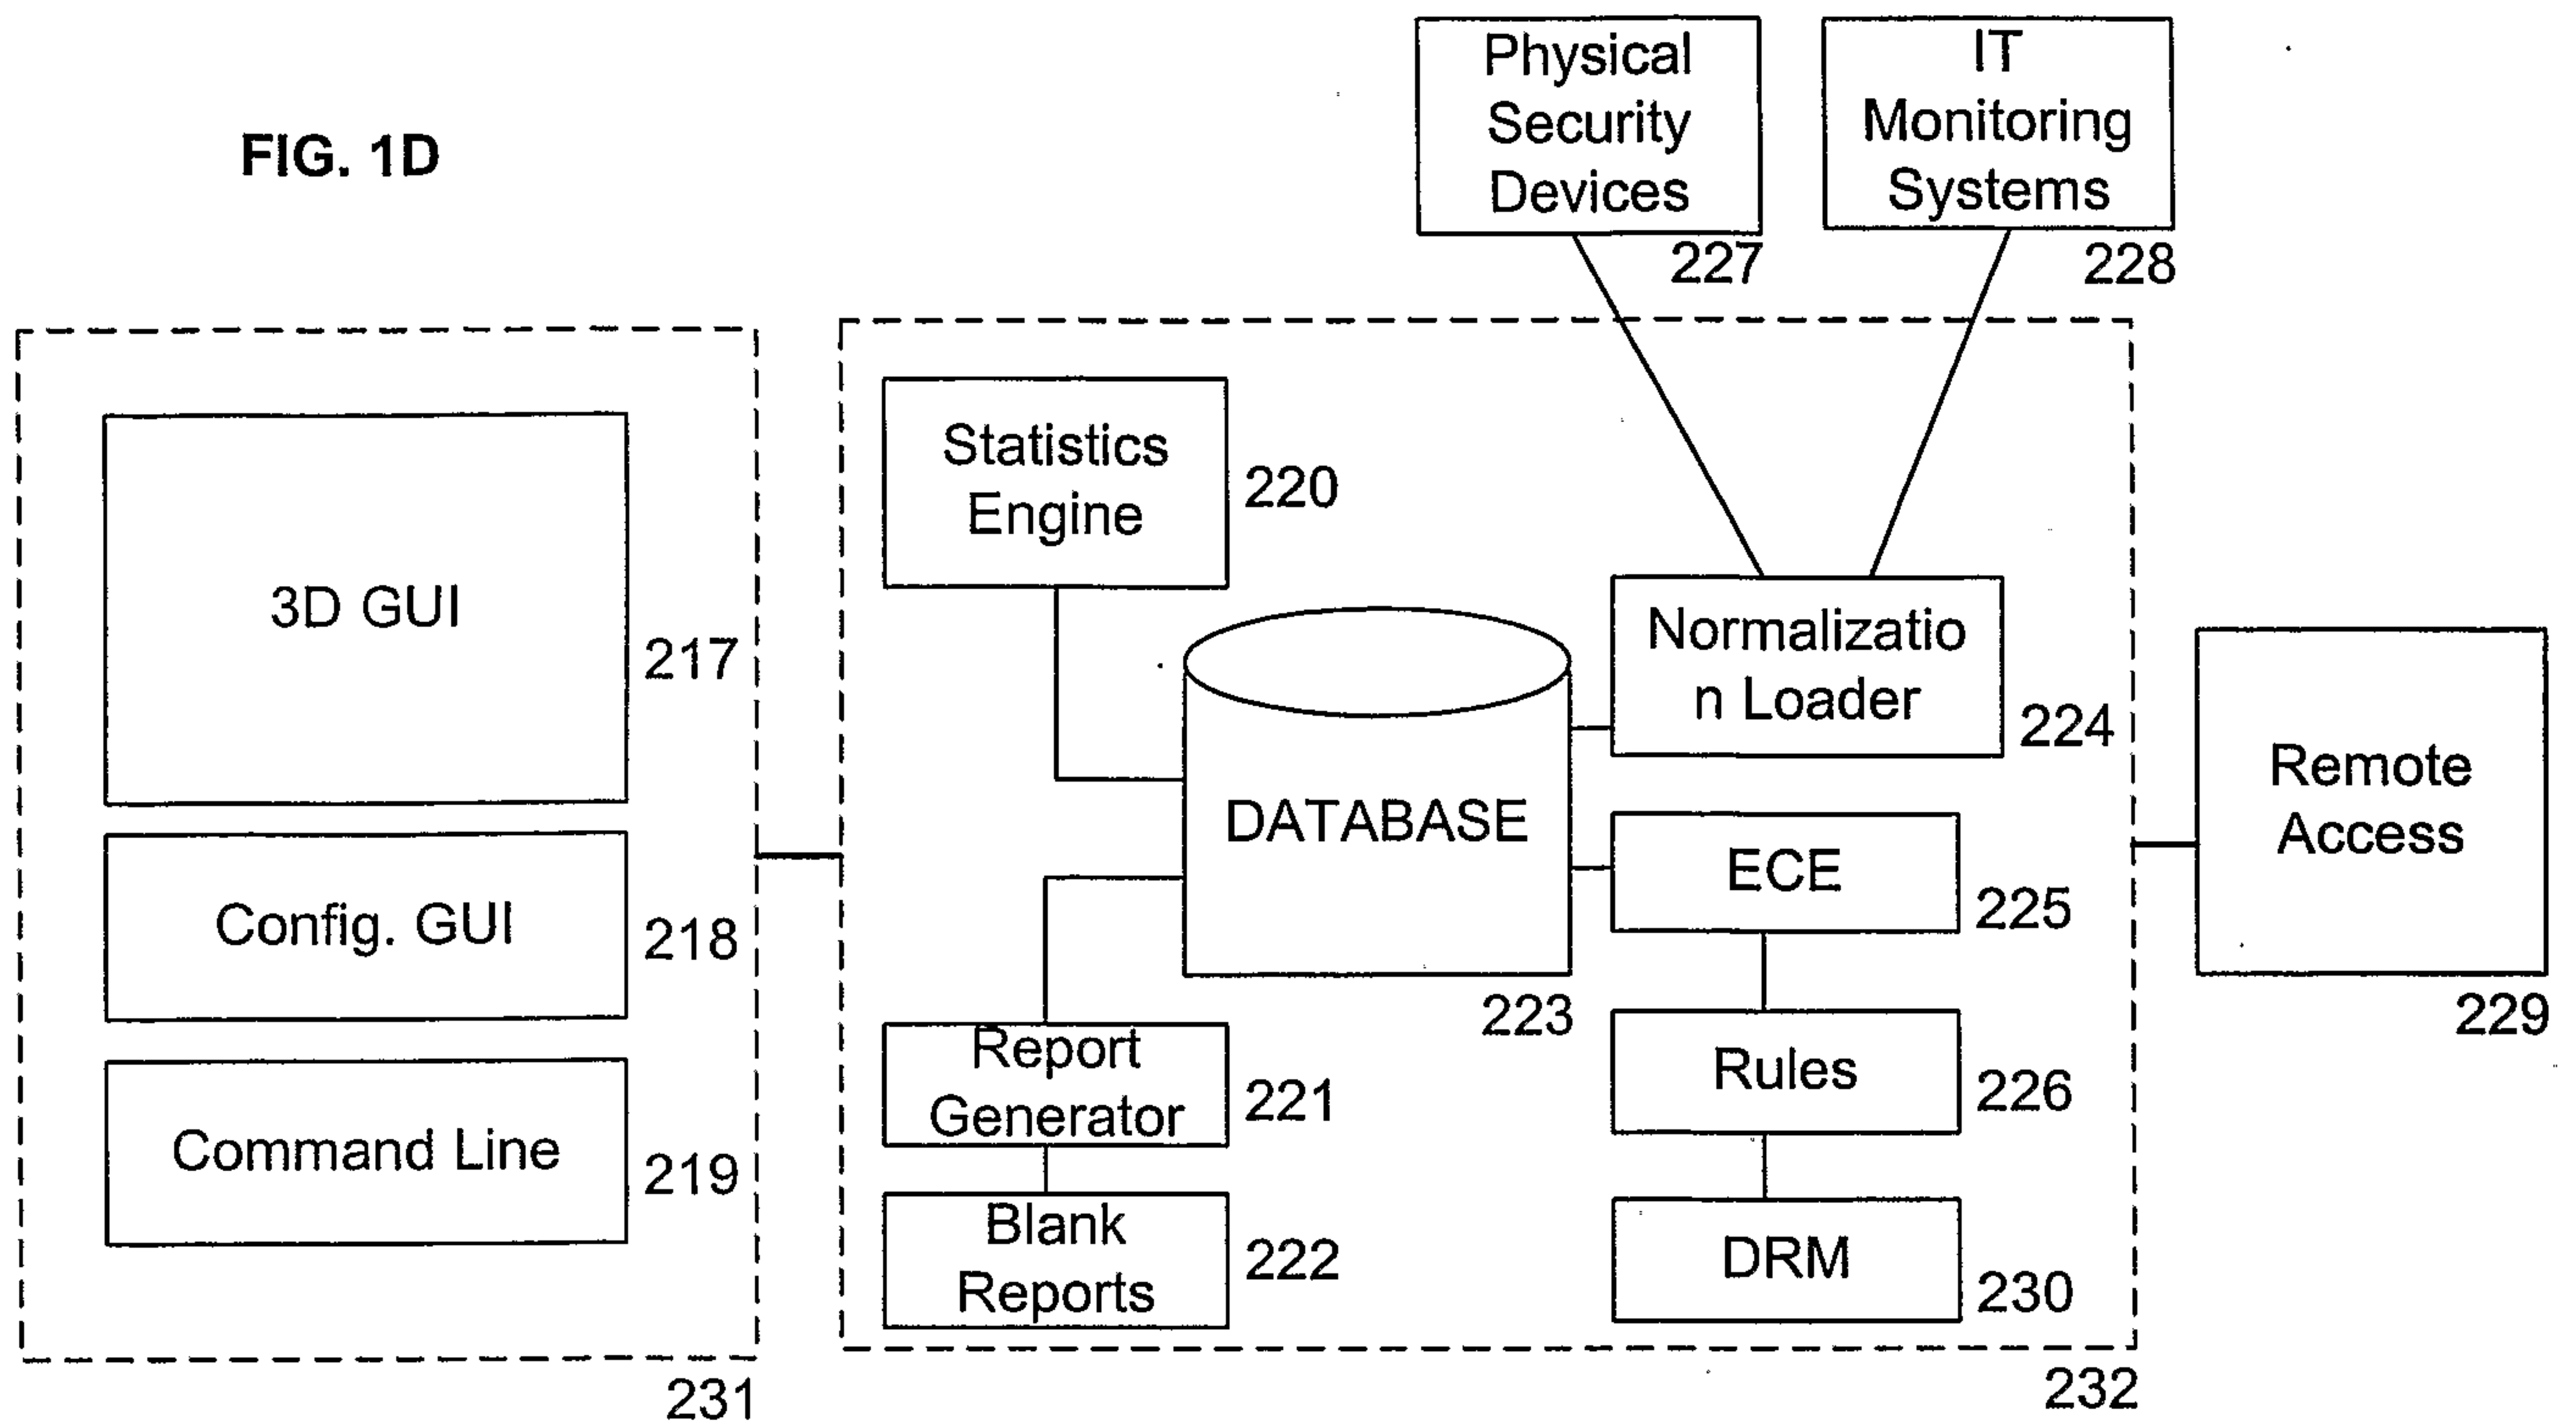 FIG. 1D
Physical
Security
Devices
227
IT
Monitoring
Systems
228
3D GUI
217
Config. GUI
218
Command Line
219
231
Statistics
Engine
220
DATABASE
223
Report
Generator
221
Blank
Reports
222
Normalizatio
n Loader
224
ECE
225
Rules
226
DRM
230
232
Remote
Access
229